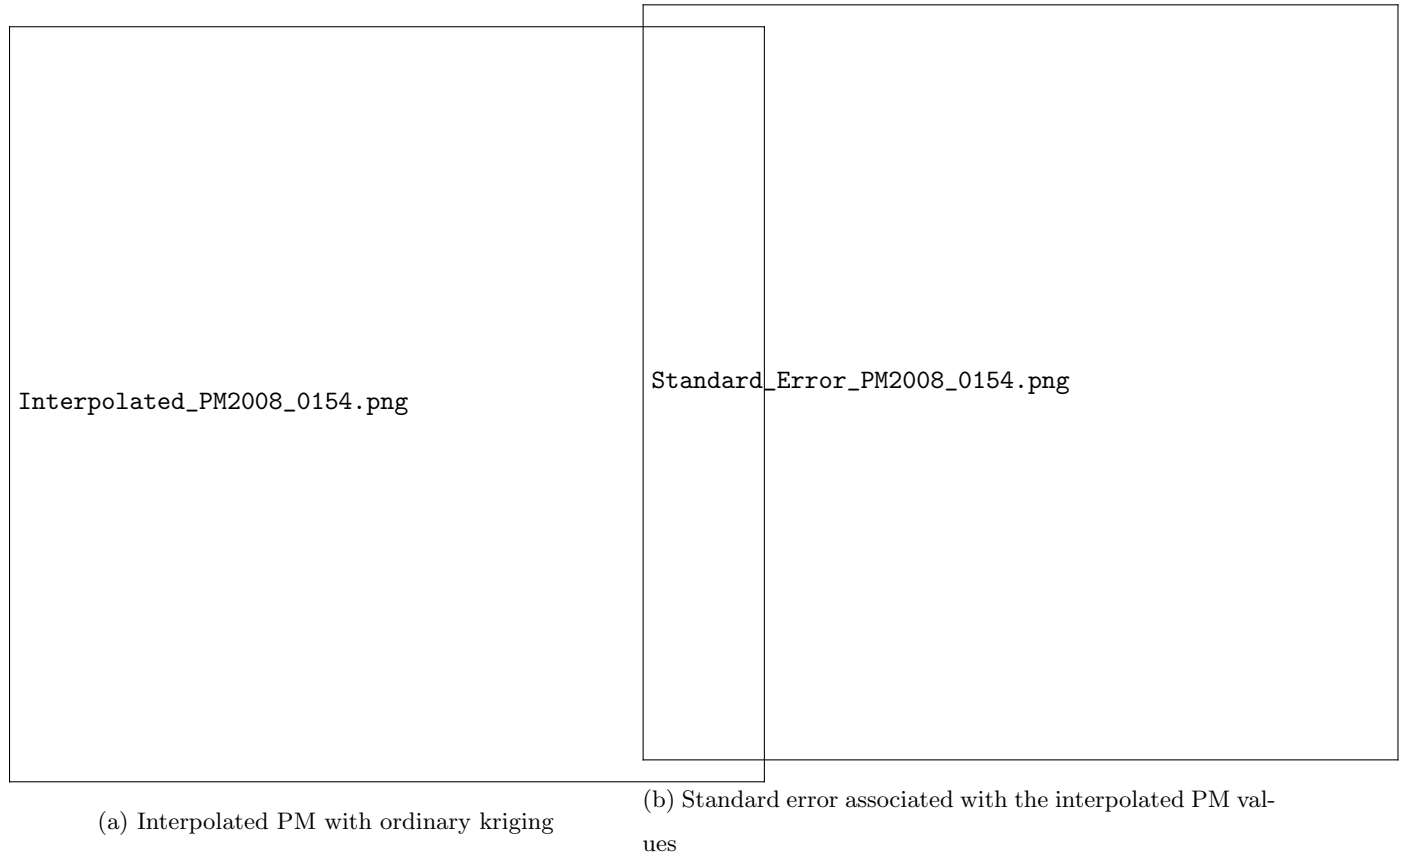 Interpolated_PM2008_0154.png
(a) Interpolated PM with ordinary kriging
Standard_Error_PM2008_0154.png
(b) Standard error associated with the interpolated PM val-
ues